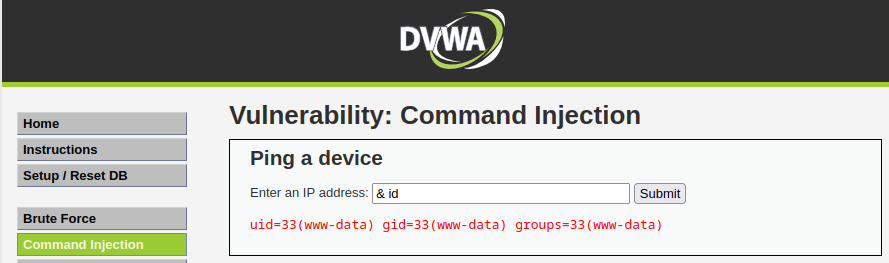 DVWA
Vulnerability: Command Injection
Home
Instructions
Setup / Reset DB
Brute Force
Command Injection
Ping a device
Enter an IP address: & id Submit
uid=33(www-data) gid=33(www-data) groups=33(www-data)